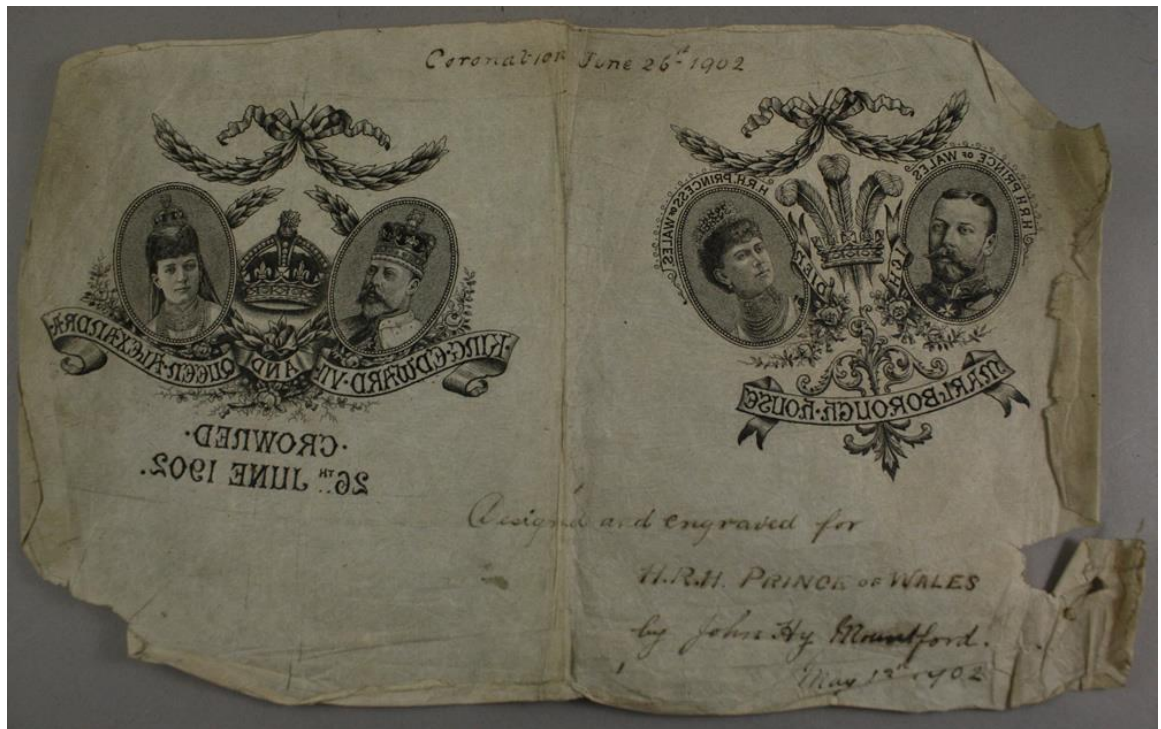 Coronation June 26th 1902
KING·EDWARD·VII· AND QUEEN·ALEXANDRA·
·CROWNED·
26TH JUNE 1902.
H.R.H. PRINCESS OF WALES
H.R.H. PRINCE OF WALES
ICH DIEN
MARLBOROUGH·HOUSE
Designed and engraved for
H.R.H. PRINCE OF WALES
by John Hy Mountford.
May 1902